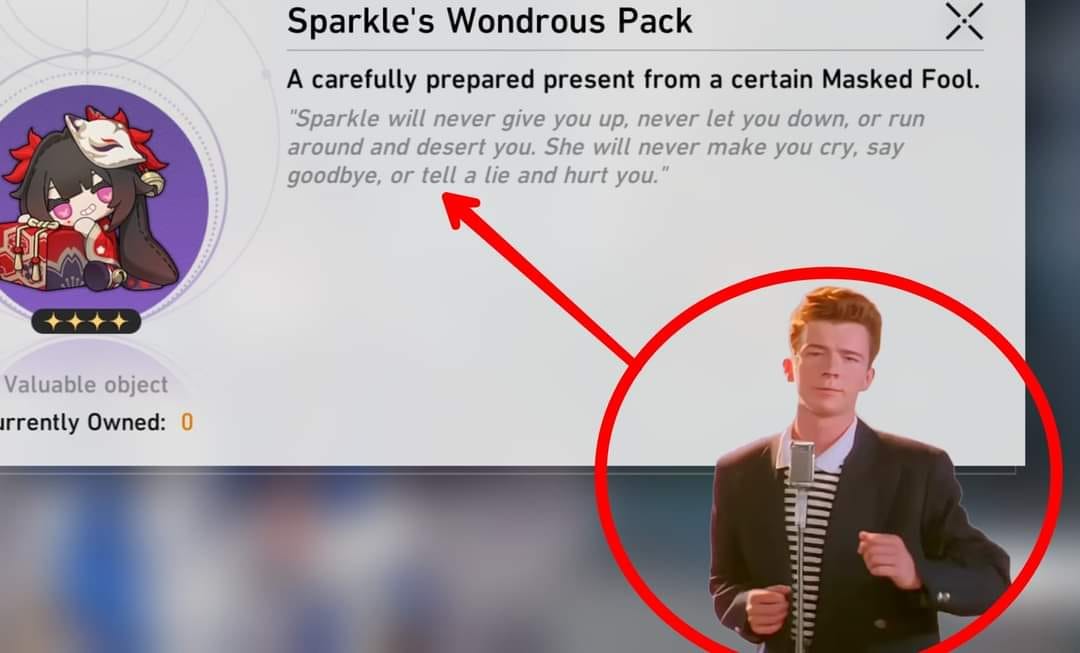 Sparkle's Wondrous Pack
A carefully prepared present from a certain Masked Fool.
"Sparkle will never give you up, never let you down, or run
around and desert you. She will never make you cry, say
goodbye, or tell a lie and hurt you."
Valuable object
urrently Owned: 0